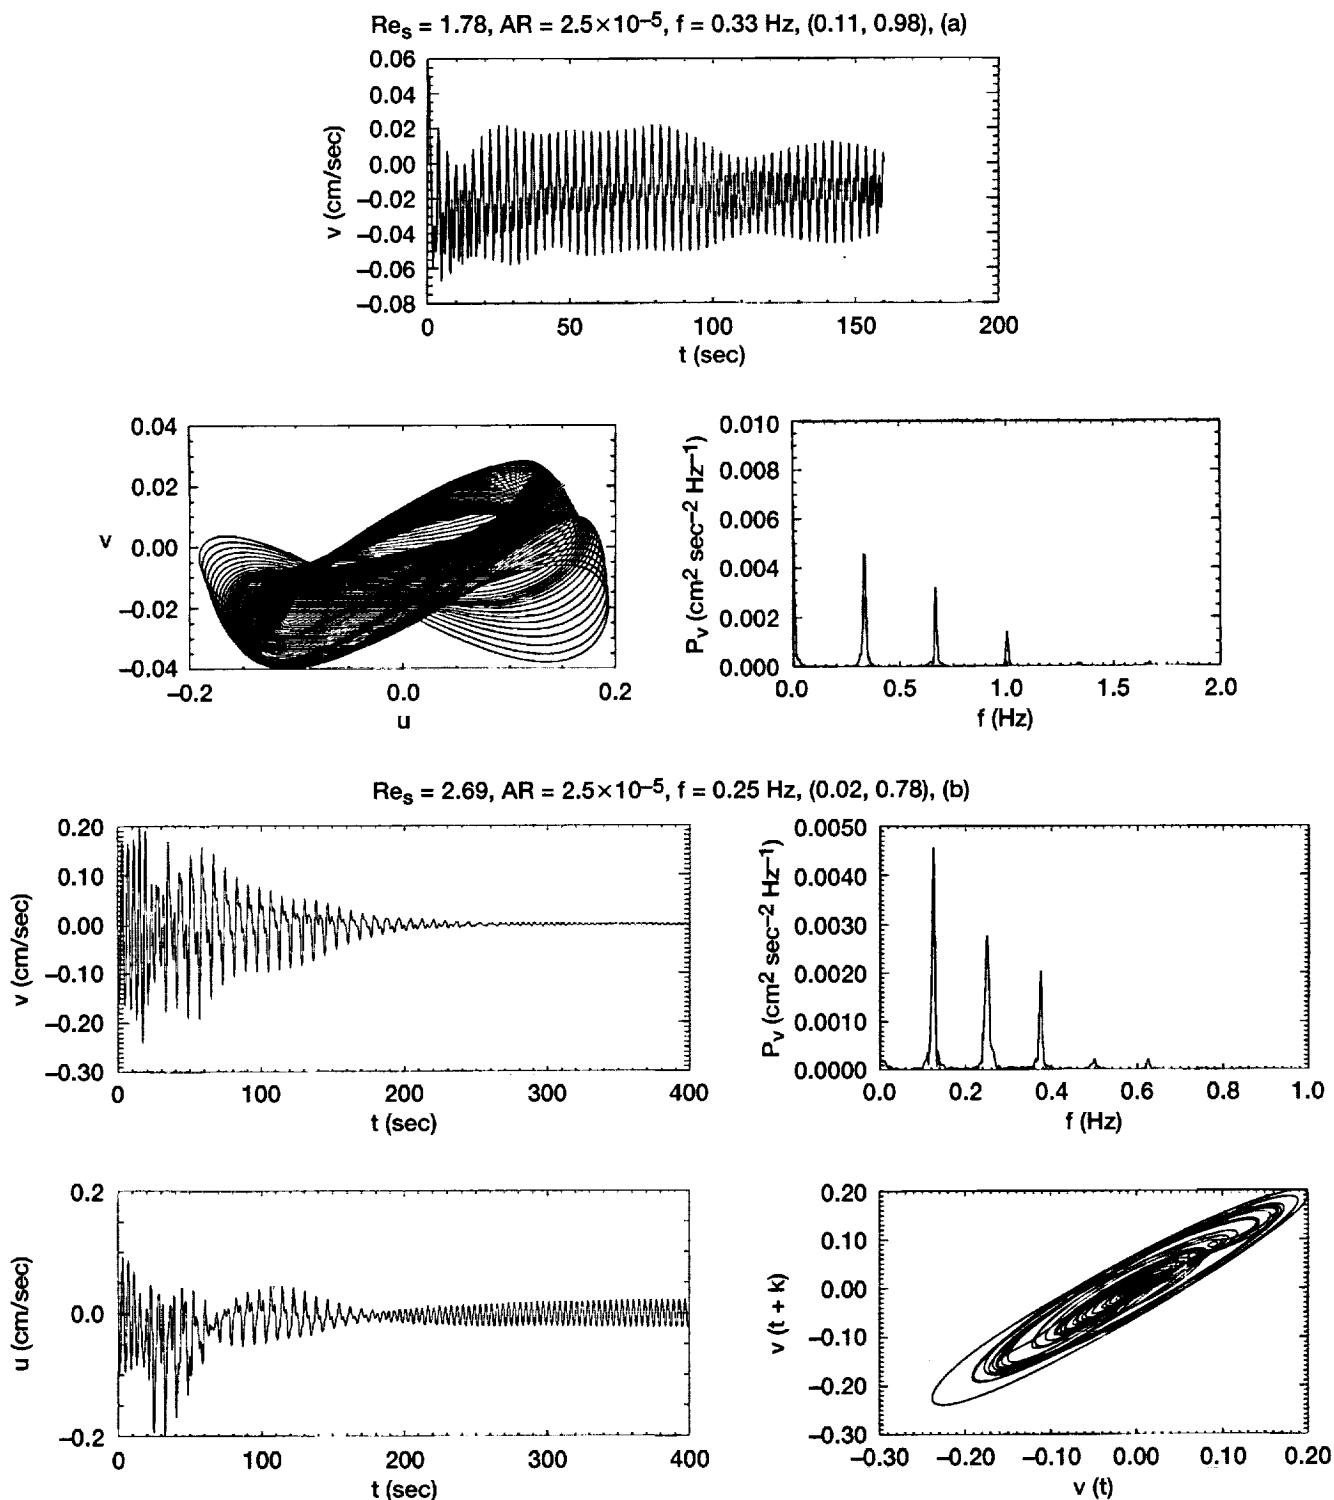 Re_s = 1.78, AR = 2.5×10^−5, f = 0.33 Hz, (0.11, 0.98), (a)
0.06
0.04
0.02
0.00
−0.02
−0.04
−0.06
−0.08
v (cm/sec)
0 50 100 150 200
t (sec)
0.04
0.02
0.00
−0.02
−0.04
v
−0.2 0.0 0.2
u
0.010
0.008
0.006
0.004
0.002
0.000
P_v (cm² sec^−2 Hz^−1)
0.0 0.5 1.0 1.5 2.0
f (Hz)
Re_s = 2.69, AR = 2.5×10^−5, f = 0.25 Hz, (0.02, 0.78), (b)
0.20
0.10
0.00
−0.10
−0.20
−0.30
v (cm/sec)
0 100 200 300 400
t (sec)
0.0050
0.0040
0.0030
0.0020
0.0010
0.0000
P_v (cm² sec^−2 Hz^−1)
0.0 0.2 0.4 0.6 0.8 1.0
f (Hz)
0.2
0.0
−0.2
u (cm/sec)
0 100 200 300 400
t (sec)
0.20
0.10
0.00
−0.10
−0.20
−0.30
v (t + k)
−0.30 −0.20 −0.10 0.00 0.10 0.20
v (t)